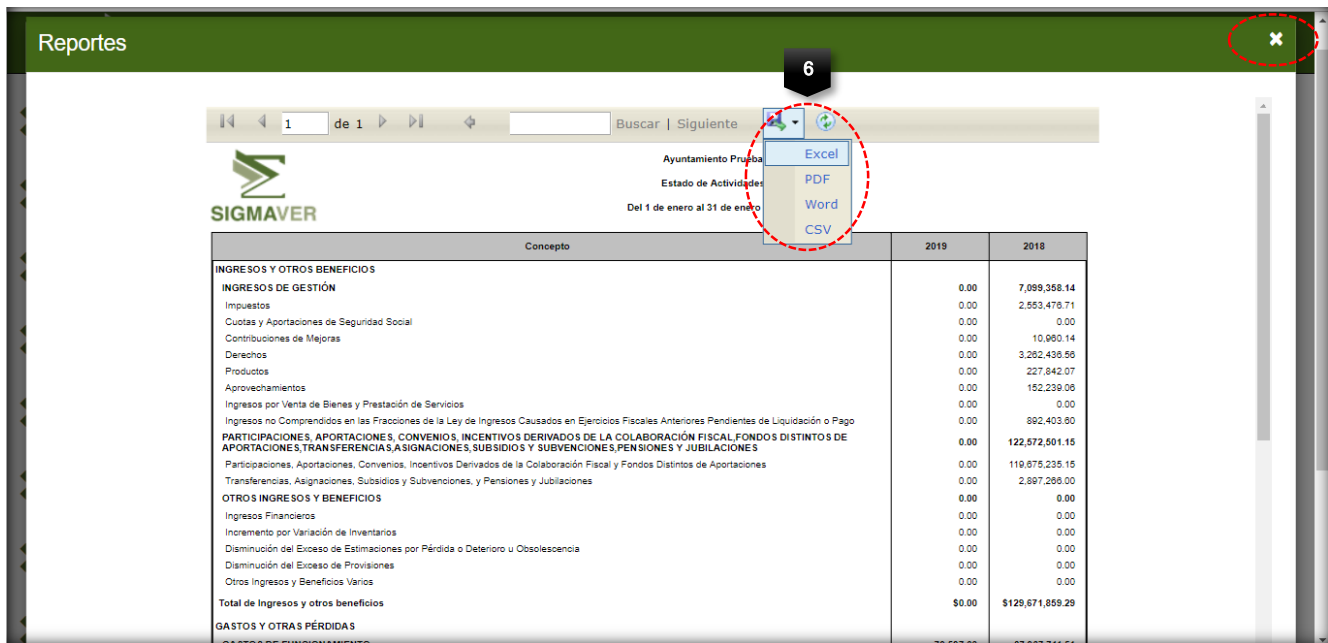 Reportes
6
1 de 1 Buscar | Siguiente
Excel
PDF
Word
CSV
SIGMAVER
Ayuntamiento Prueba
Estado de Actividades
Del 1 de enero al 31 de enero
Concepto 2019 2018
INGRESOS Y OTROS BENEFICIOS
INGRESOS DE GESTIÓN 0.00 7,099,358.14
Impuestos 0.00 2,553,476.71
Cuotas y Aportaciones de Seguridad Social 0.00 0.00
Contribuciones de Mejoras 0.00 10,960.14
Derechos 0.00 3,262,436.56
Productos 0.00 227,842.07
Aprovechamientos 0.00 152,239.06
Ingresos por Venta de Bienes y Prestación de Servicios 0.00 0.00
Ingresos no Comprendidos en las Fracciones de la Ley de Ingresos Causados en Ejercicios Fiscales Anteriores Pendientes de Liquidación o Pago 0.00 892,403.60
PARTICIPACIONES, APORTACIONES, CONVENIOS, INCENTIVOS DERIVADOS DE LA COLABORACIÓN FISCAL,FONDOS DISTINTOS DE
APORTACIONES,TRANSFERENCIAS,ASIGNACIONES,SUBSIDIOS Y SUBVENCIONES,PENSIONES Y JUBILACIONES 0.00 122,572,501.15
Participaciones, Aportaciones, Convenios, Incentivos Derivados de la Colaboración Fiscal y Fondos Distintos de Aportaciones 0.00 119,675,235.15
Transferencias, Asignaciones, Subsidios y Subvenciones, y Pensiones y Jubilaciones 0.00 2,897,266.00
OTROS INGRESOS Y BENEFICIOS 0.00 0.00
Ingresos Financieros 0.00 0.00
Incremento por Variación de Inventarios 0.00 0.00
Disminución del Exceso de Estimaciones por Pérdida o Deterioro u Obsolescencia 0.00 0.00
Disminución del Exceso de Provisiones 0.00 0.00
Otros Ingresos y Beneficios Varios 0.00 0.00
Total de Ingresos y otros beneficios $0.00 $129,671,859.29
GASTOS Y OTRAS PÉRDIDAS